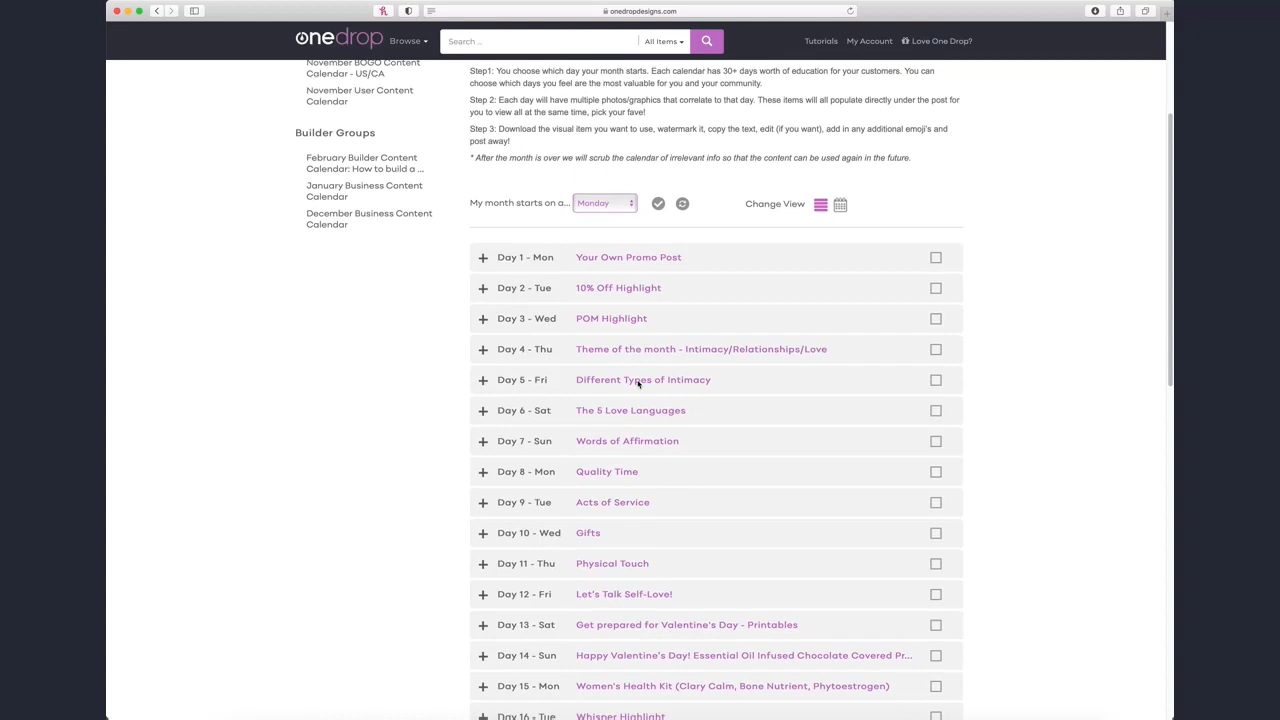 onedropdesigns.com
onedrop
Browse
Search ..
All Items
Tutorials
My Account
Love One Drop?
November BOGO Content
Calendar - US/CA
November User Content
Calendar
Builder Groups
February Builder Content
Calendar: How to build a ...
January Business Content
Calendar
December Business Content
Calendar
Step1: You choose which day your month starts. Each calendar has 30+ days worth of education for your customers. You can
choose which days you feel are the most valuable for you and your community.
Step 2: Each day will have multiple photos/graphics that correlate to that day. These items will all populate directly under the post for
you to view all at the same time, pick your fave!
Step 3: Download the visual item you want to use, watermark it, copy the text, edit (if you want), add in any additional emoji's and
post away!
* After the month is over we will scrub the calendar of irrelevant info so that the content can be used again in the future.
My month starts on a... Monday Change View
Day 1 - Mon Your Own Promo Post
Day 2 - Tue 10% Off Highlight
Day 3 - Wed POM Highlight
Day 4 - Thu Theme of the month - Intimacy/Relationships/Love
Day 5 - Fri Different Types of Intimacy
Day 6 - Sat The 5 Love Languages
Day 7 - Sun Words of Affirmation
Day 8 - Mon Quality Time
Day 9 - Tue Acts of Service
Day 10 - Wed Gifts
Day 11 - Thu Physical Touch
Day 12 - Fri Let's Talk Self-Love!
Day 13 - Sat Get prepared for Valentine's Day - Printables
Day 14 - Sun Happy Valentine's Day! Essential Oil Infused Chocolate Covered Pr...
Day 15 - Mon Women's Health Kit (Clary Calm, Bone Nutrient, Phytoestrogen)
Day 16 - Tue Whisper Highlight